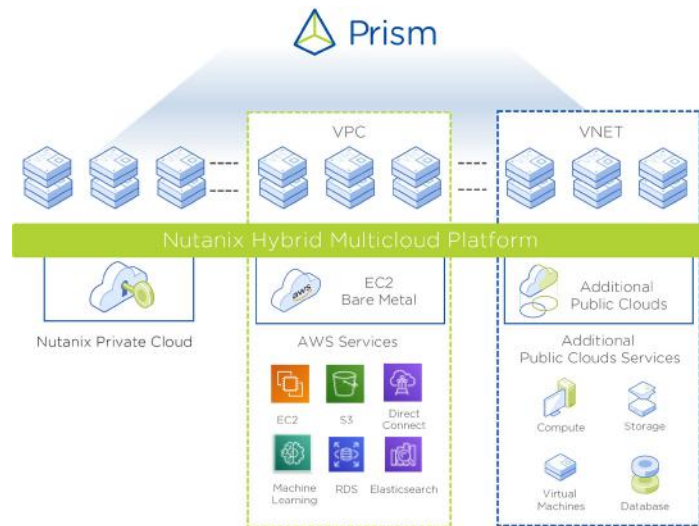 Prism
VPC
VNET
Nutanix Hybrid Multicloud Platform
aws
EC2
Bare Metal
Additional
Public Clouds
Nutanix Private Cloud
AWS Services
Additional
Public Clouds Services
EC2
S3
Direct
Connect
Machine
Learning
RDS
Elasticsearch
Compute
Storage
Virtual
Machines
Database